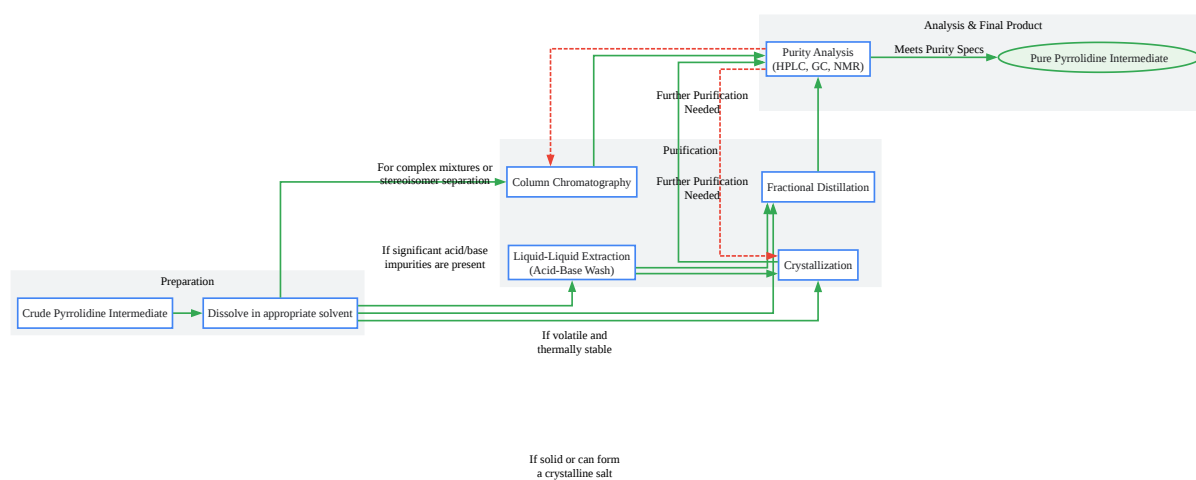 Analysis & Final Product
Purity Analysis
(HPLC, GC, NMR)
Meets Purity Specs
Pure Pyrrolidine Intermediate
Further Purification
Needed
Purification
For complex mixtures or
stereoisomer separation
Column Chromatography
Further Purification
Needed
Fractional Distillation
If significant acid/base
impurities are present
Liquid-Liquid Extraction
(Acid-Base Wash)
Crystallization
Preparation
Crude Pyrrolidine Intermediate
Dissolve in appropriate solvent
If volatile and
thermally stable
If solid or can form
a crystalline salt